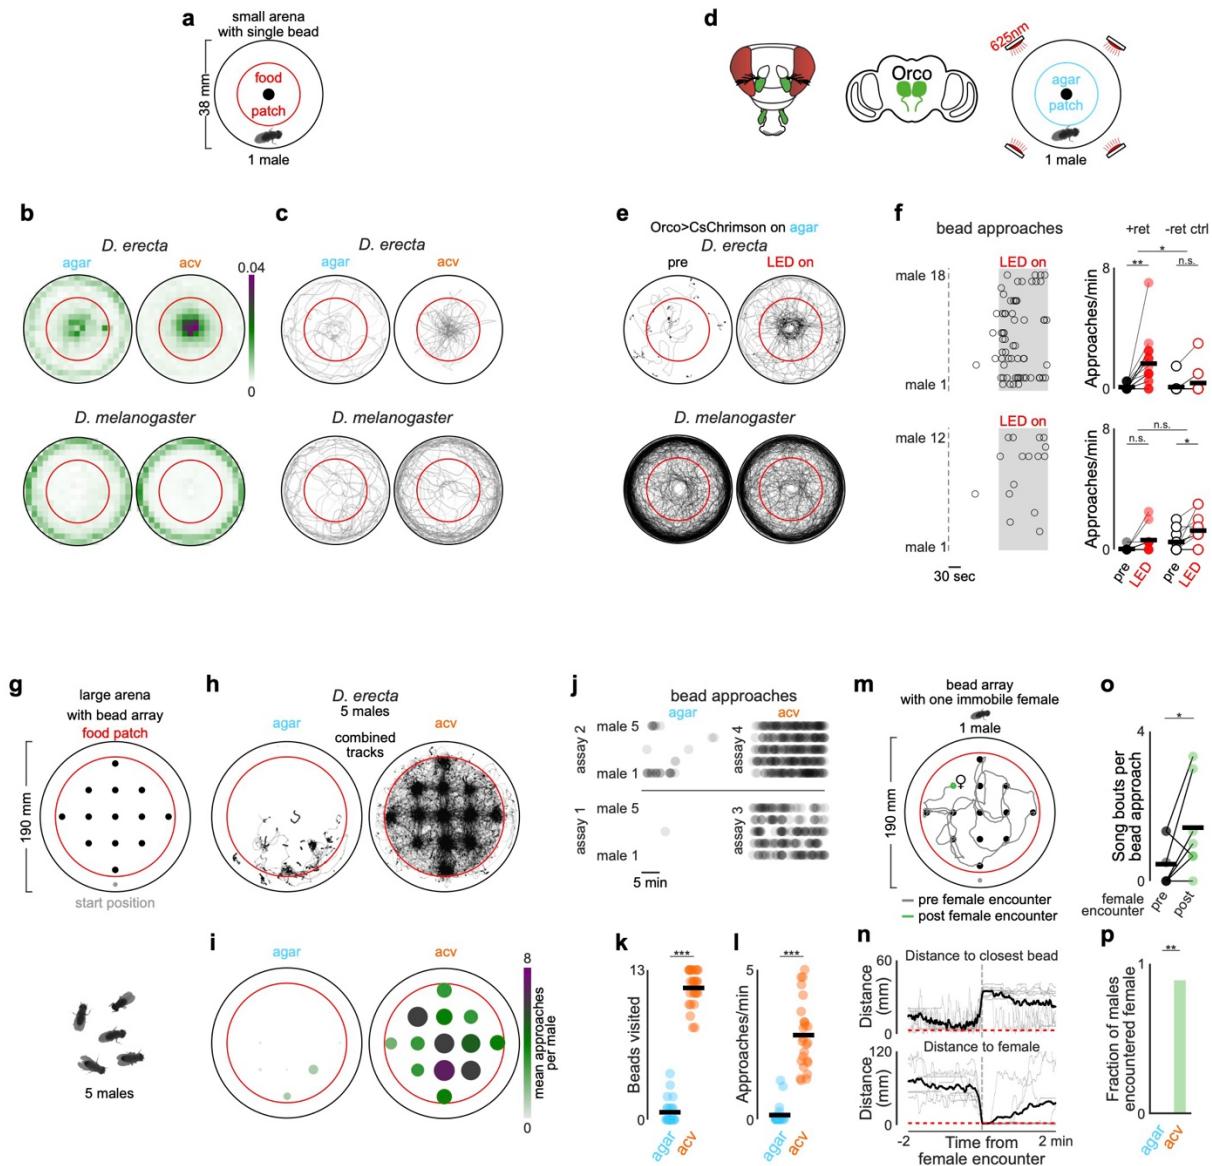 a
small arena
with single bead
38 mm
food
patch
1 male
d
Orco
625nm
agar
patch
1 male
b
D. erecta
agar
acv
0.04
0
D. melanogaster
c
D. erecta
agar
acv
D. melanogaster
e
Orco>CsChrimson on agar
D. erecta
pre
LED on
D. melanogaster
f
bead approaches
LED on
male 18
male 1
LED on
male 12
male 1
30 sec
+ret
-ret ctrl
*
**
n.s.
8
Approaches/min
0
n.s.
n.s.
*
8
Approaches/min
0
pre
LED
pre
LED
g
large arena
with bead array
food patch
190 mm
start position
5 males
h
D. erecta
5 males
agar
combined
tracks
acv
i
agar
acv
8
mean approaches
per male
0
j
bead approaches
agar
acv
assay 2
male 5
male 1
assay 4
assay 1
male 5
male 1
assay 3
5 min
k
***
13
Beads visited
0
agar
acv
l
***
5
Approaches/min
0
agar
acv
m
bead array
with one immobile female
1 male
♀
190 mm
pre female encounter
post female encounter
n
Distance to closest bead
60
Distance
(mm)
0
Distance to female
120
Distance
(mm)
0
-2
Time from
female encounter
2 min
o
*
4
Song bouts per
bead approach
0
female
encounter
pre
post
p
**
1
Fraction of males
encountered female
0
agar
acv